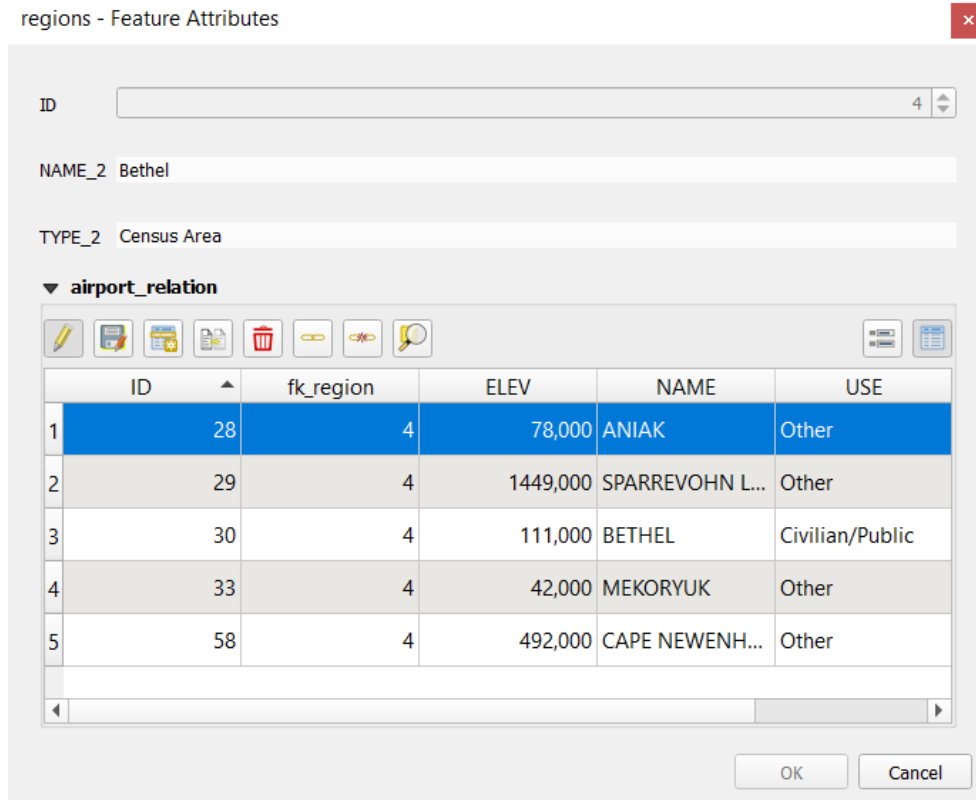 regions - Feature Attributes
ID 4
NAME_2 Bethel
TYPE_2 Census Area
airport_relation
ID fk_region ELEV NAME USE
1 28 4 78,000 ANIAK Other
2 29 4 1449,000 SPARREVOHN L... Other
3 30 4 111,000 BETHEL Civilian/Public
4 33 4 42,000 MEKORYUK Other
5 58 4 492,000 CAPE NEWENH... Other
OK Cancel